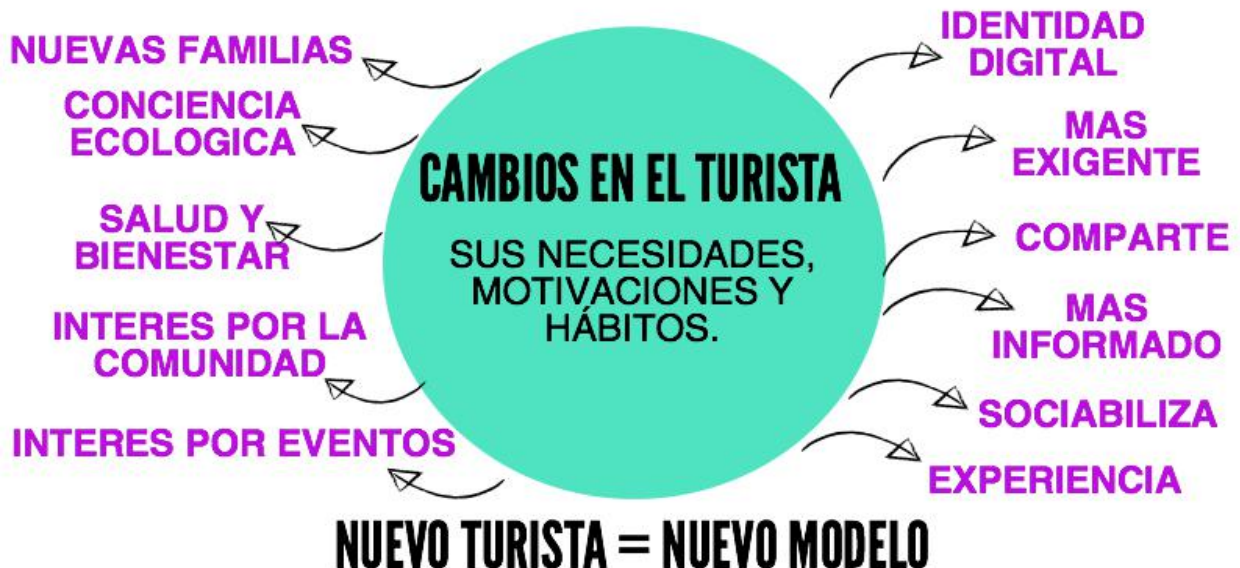 NUEVAS FAMILIAS
CONCIENCIA
ECOLOGICA
SALUD Y
BIENESTAR
INTERES POR LA
COMUNIDAD
INTERES POR EVENTOS
CAMBIOS EN EL TURISTA
SUS NECESIDADES,
MOTIVACIONES Y
HÁBITOS.
IDENTIDAD
DIGITAL
MAS
EXIGENTE
COMPARTE
MAS
INFORMADO
SOCIABILIZA
EXPERIENCIA
NUEVO TURISTA = NUEVO MODELO